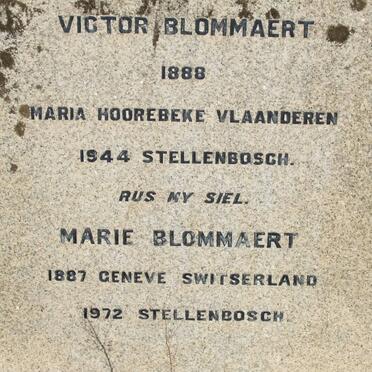 VICTOR BLOMMAERT
1888
MARIA HOOREBEKE VLAANDEREN
1944 STELLENBOSCH.
RUS MY SIEL.
MARIE BLOMMAERT
1887 GENEVE SWITSERLAND
1972 STELLENBOSCH.